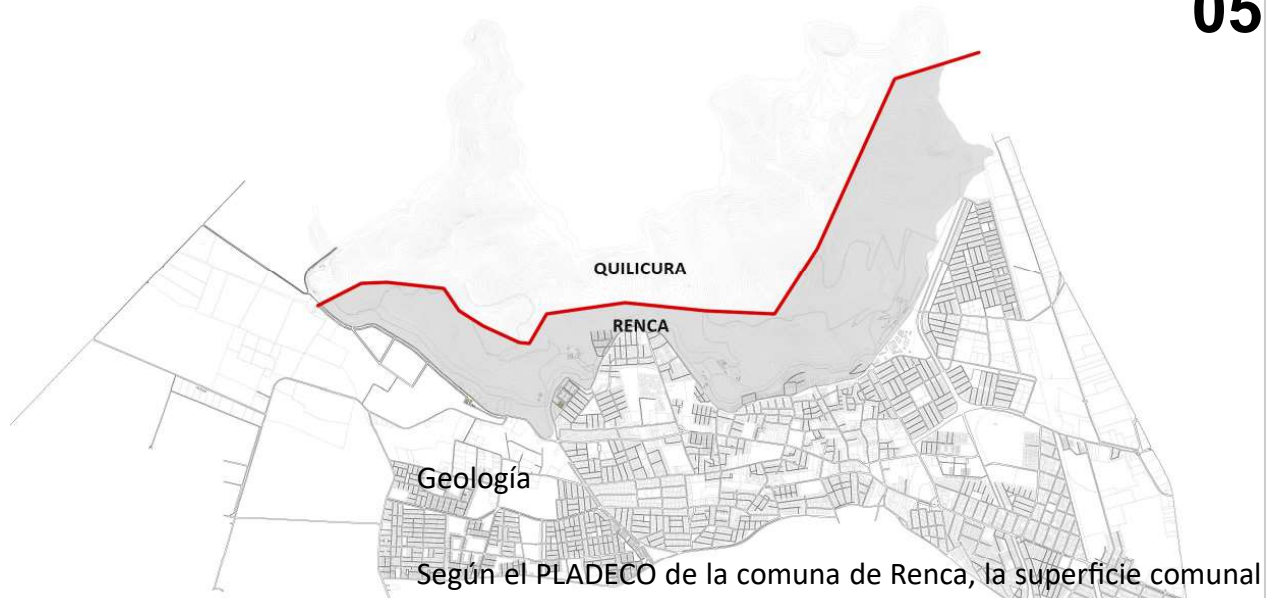 05
QUILICURA
RENCA
Geología
Según el PLADECO de la comuna de Renca, la superficie comunal